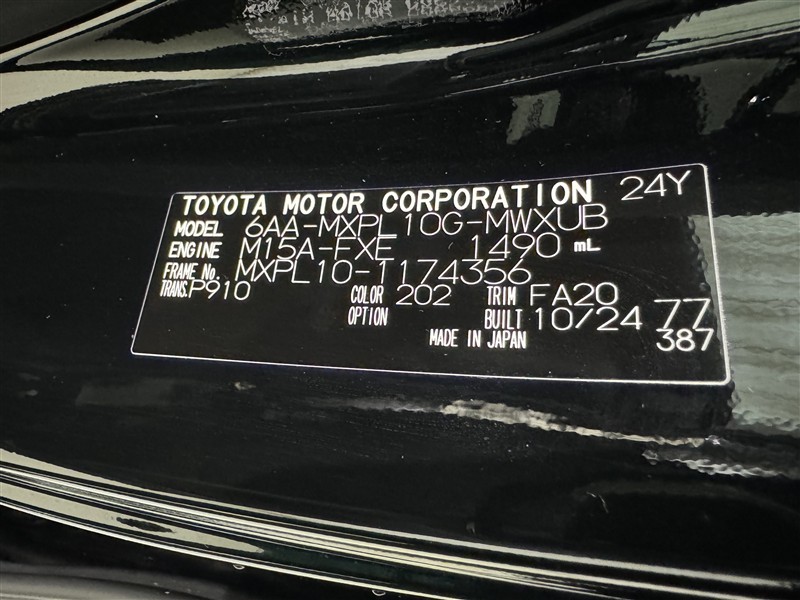 TOYOTA MOTOR CORPORATION 24Y
MODEL 6AA-MXPL10G-MWXUB
ENGINE M15A-FXE 1490 mL
FRAME No. MXPL10-1174356
TRANS. P910 COLOR 202 TRIM FA20
OPTION BUILT 10/24 77
MADE IN JAPAN 387